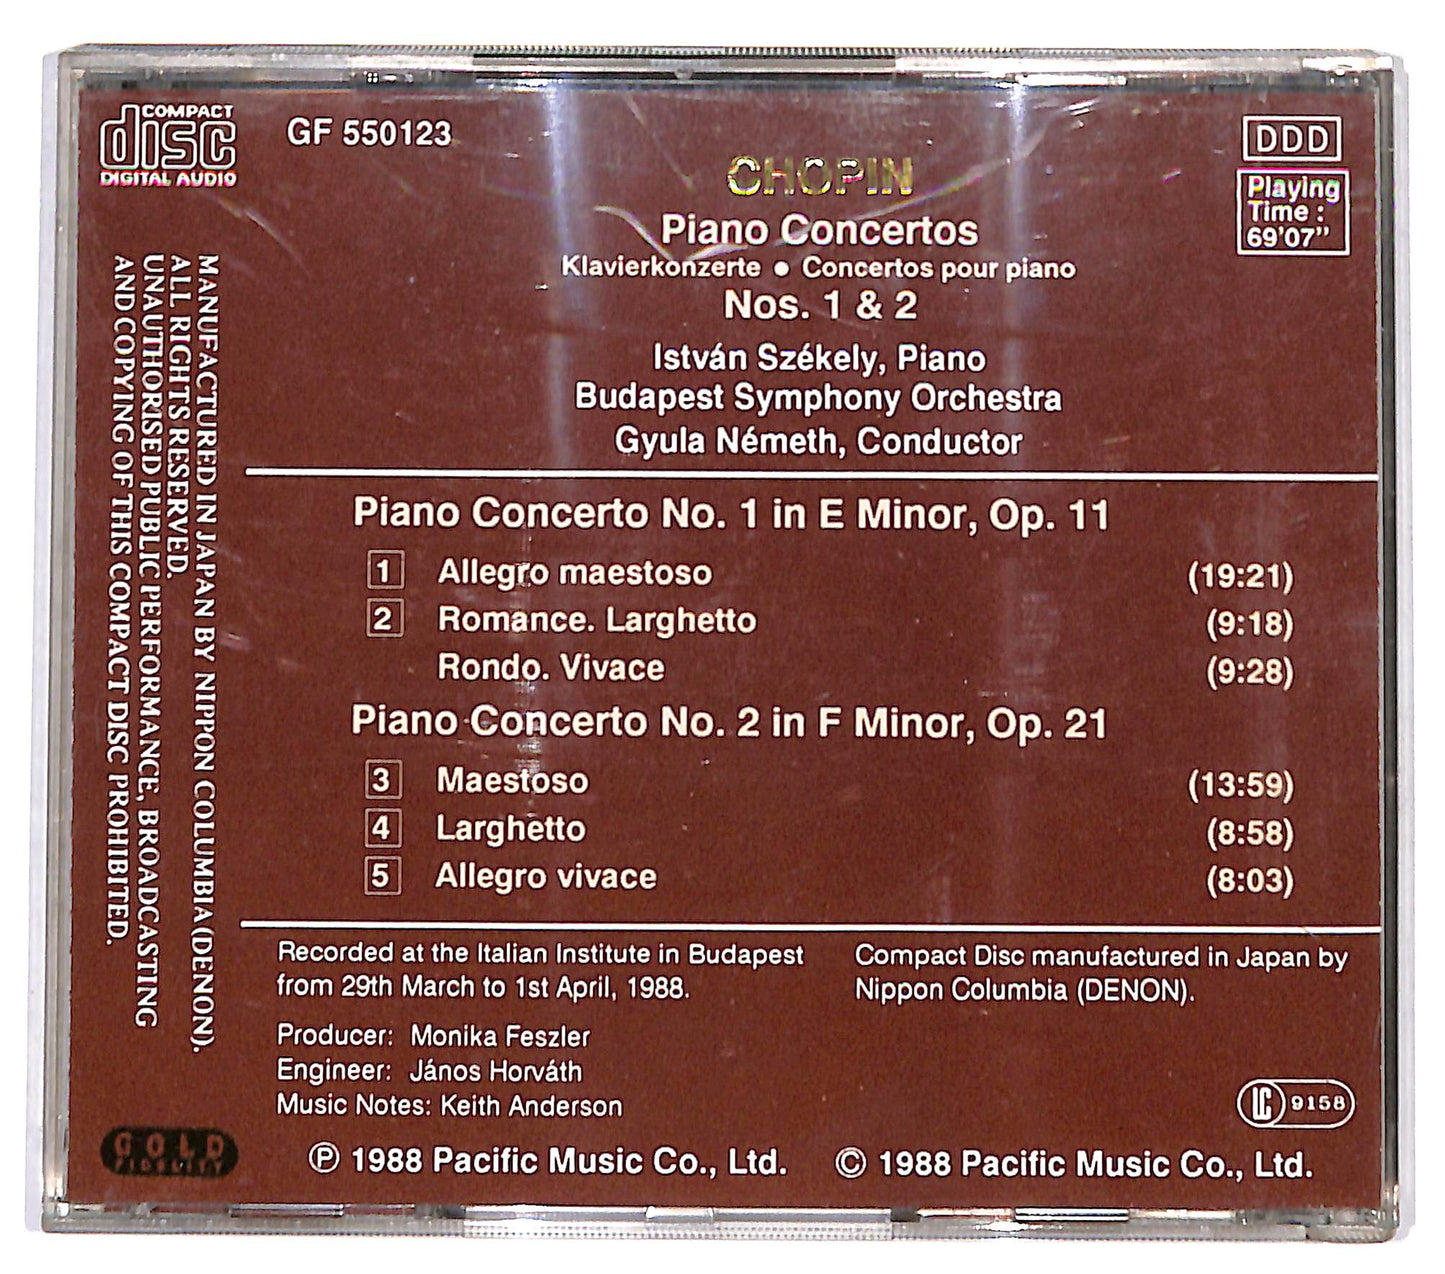 COMPACT
disc
DIGITAL AUDIO
GF 550123
DDD
Playing
Time :
69'07"
CHOPIN
Piano Concertos
Klavierkonzerte ● Concertos pour piano
Nos. 1 & 2
István Székely, Piano
Budapest Symphony Orchestra
Gyula Németh, Conductor
Piano Concerto No. 1 in E Minor, Op. 11
1 Allegro maestoso (19:21)
2 Romance. Larghetto (9:18)
Rondo. Vivace (9:28)
Piano Concerto No. 2 in F Minor, Op. 21
3 Maestoso (13:59)
4 Larghetto (8:58)
5 Allegro vivace (8:03)
Recorded at the Italian Institute in Budapest
from 29th March to 1st April, 1988.
Compact Disc manufactured in Japan by
Nippon Columbia (DENON).
Producer: Monika Feszler
Engineer: János Horváth
Music Notes: Keith Anderson
LC 9158
℗ 1988 Pacific Music Co., Ltd. © 1988 Pacific Music Co., Ltd.
GOLD
FIDELITY
MANUFACTURED IN JAPAN BY NIPPON COLUMBIA (DENON).
ALL RIGHTS RESERVED.
UNAUTHORISED PUBLIC PERFORMANCE, BROADCASTING
AND COPYING OF THIS COMPACT DISC PROHIBITED.